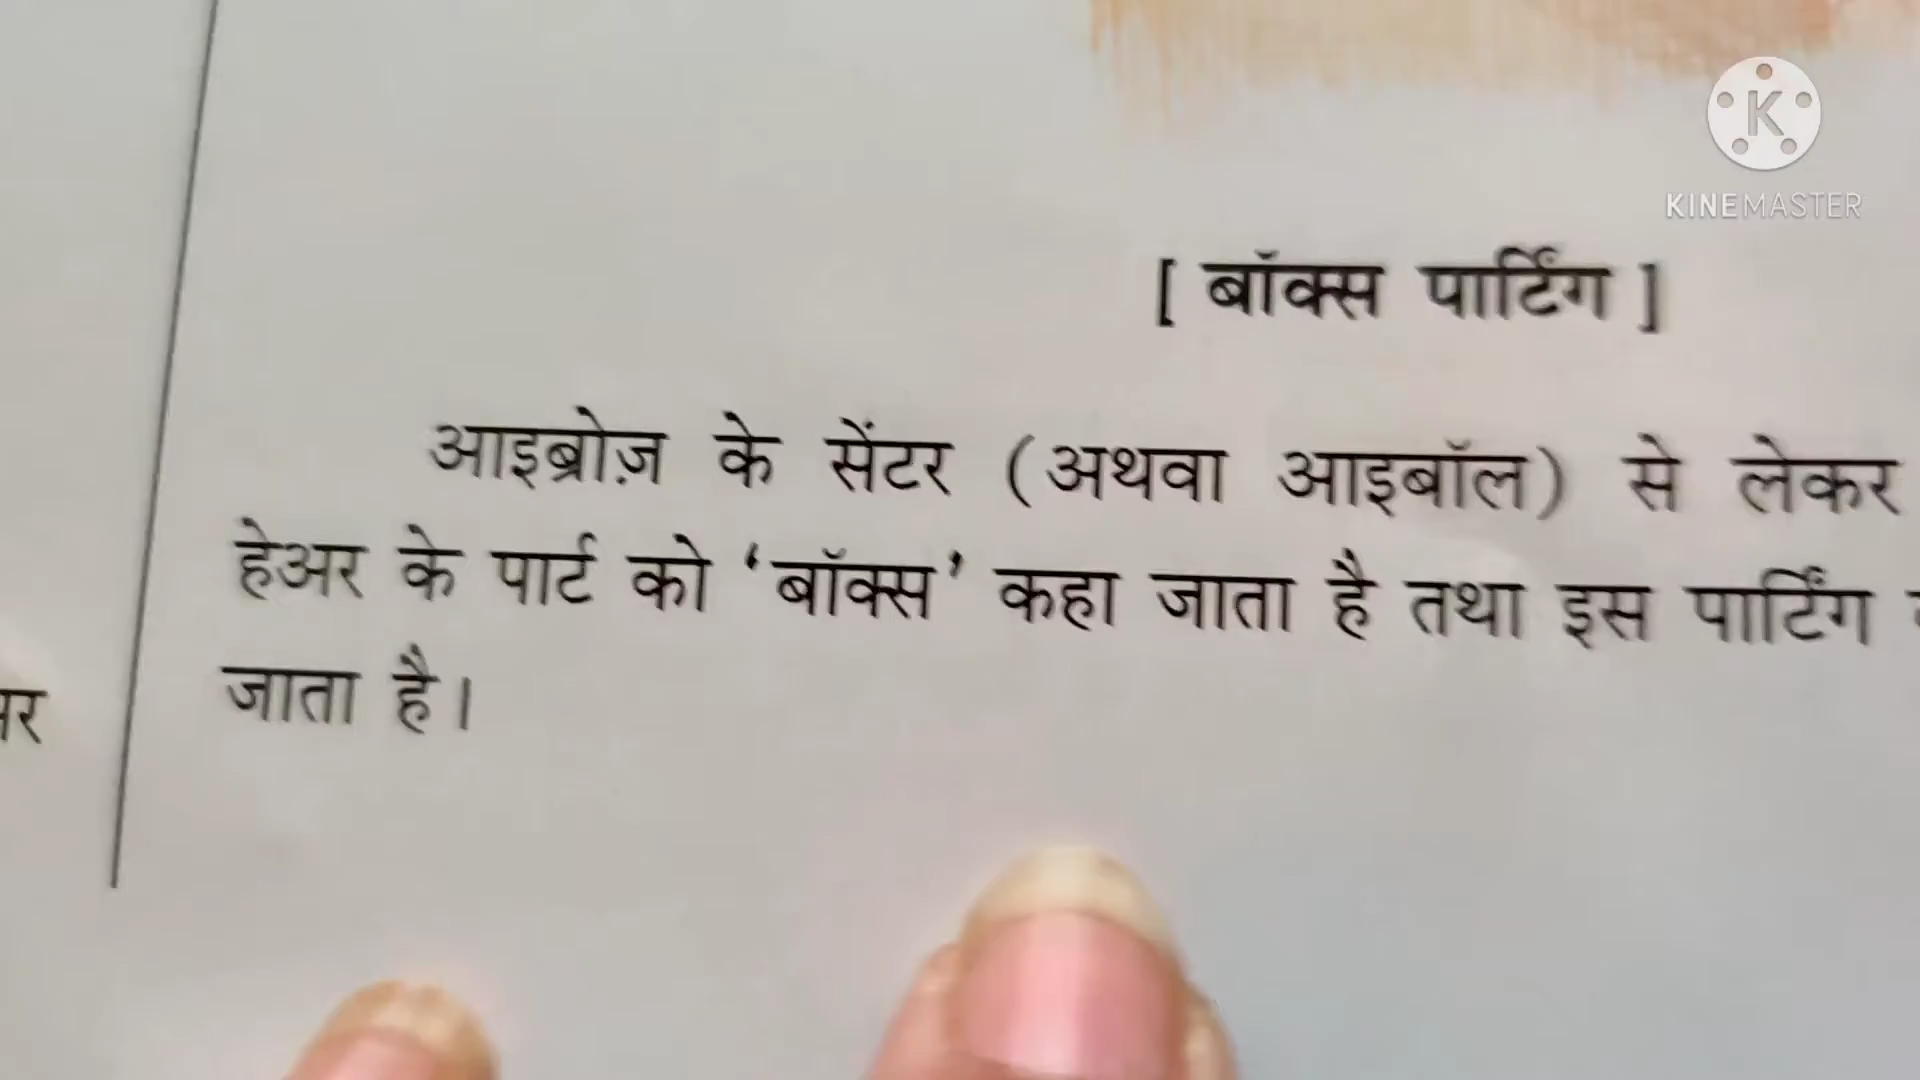 KINEMASTER
[ बॉक्स पार्टिंग ]
आइब्रोज़ के सेंटर (अथवा आइबॉल) से लेकर
हेअर के पार्ट को ‘बॉक्स’ कहा जाता है तथा इस पार्टिंग
जाता है।